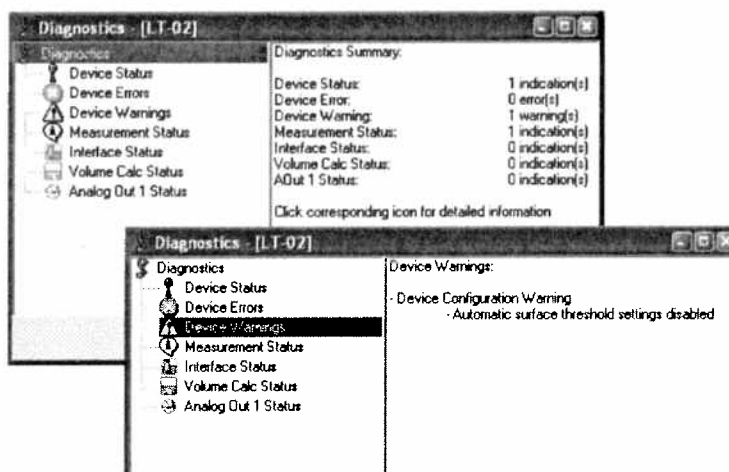 Diagnostics - [LT-02]
Diagnostics
Device Status
Device Errors
Device Warnings
Measurement Status
Interface Status
Volume Calc Status
Analog Out 1 Status
Diagnostics Summary:
Device Status: 1 indication(s)
Device Error: 0 error(s)
Device Warning: 1 warning(s)
Measurement Status: 1 indication(s)
Interface Status: 0 indication(s)
Volume Calc Status: 0 indication(s)
AOut 1 Status: 0 indication(s)
Click corresponding icon for detailed information
Diagnostics - [LT-02]
Diagnostics
Device Status
Device Errors
Device Warnings
Measurement Status
Interface Status
Volume Calc Status
Analog Out 1 Status
Device Warnings:
- Device Configuration Warning
- Automatic surface threshold settings disabled